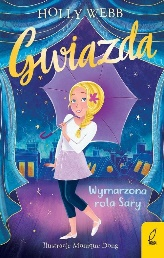 HOLLY WEBB
Gwiazda
Wymarzona
rola Sary
Ilustracje Monique Dong